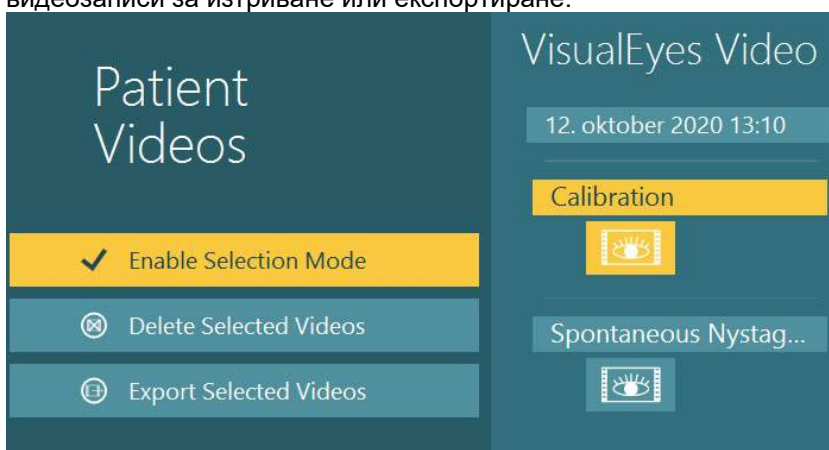 видеозаписи за изтриване или експортиране.
Patient
Videos
Enable Selection Mode
Delete Selected Videos
Export Selected Videos
VisualEyes Video
12. oktober 2020 13:10
Calibration
Spontaneous Nystag...